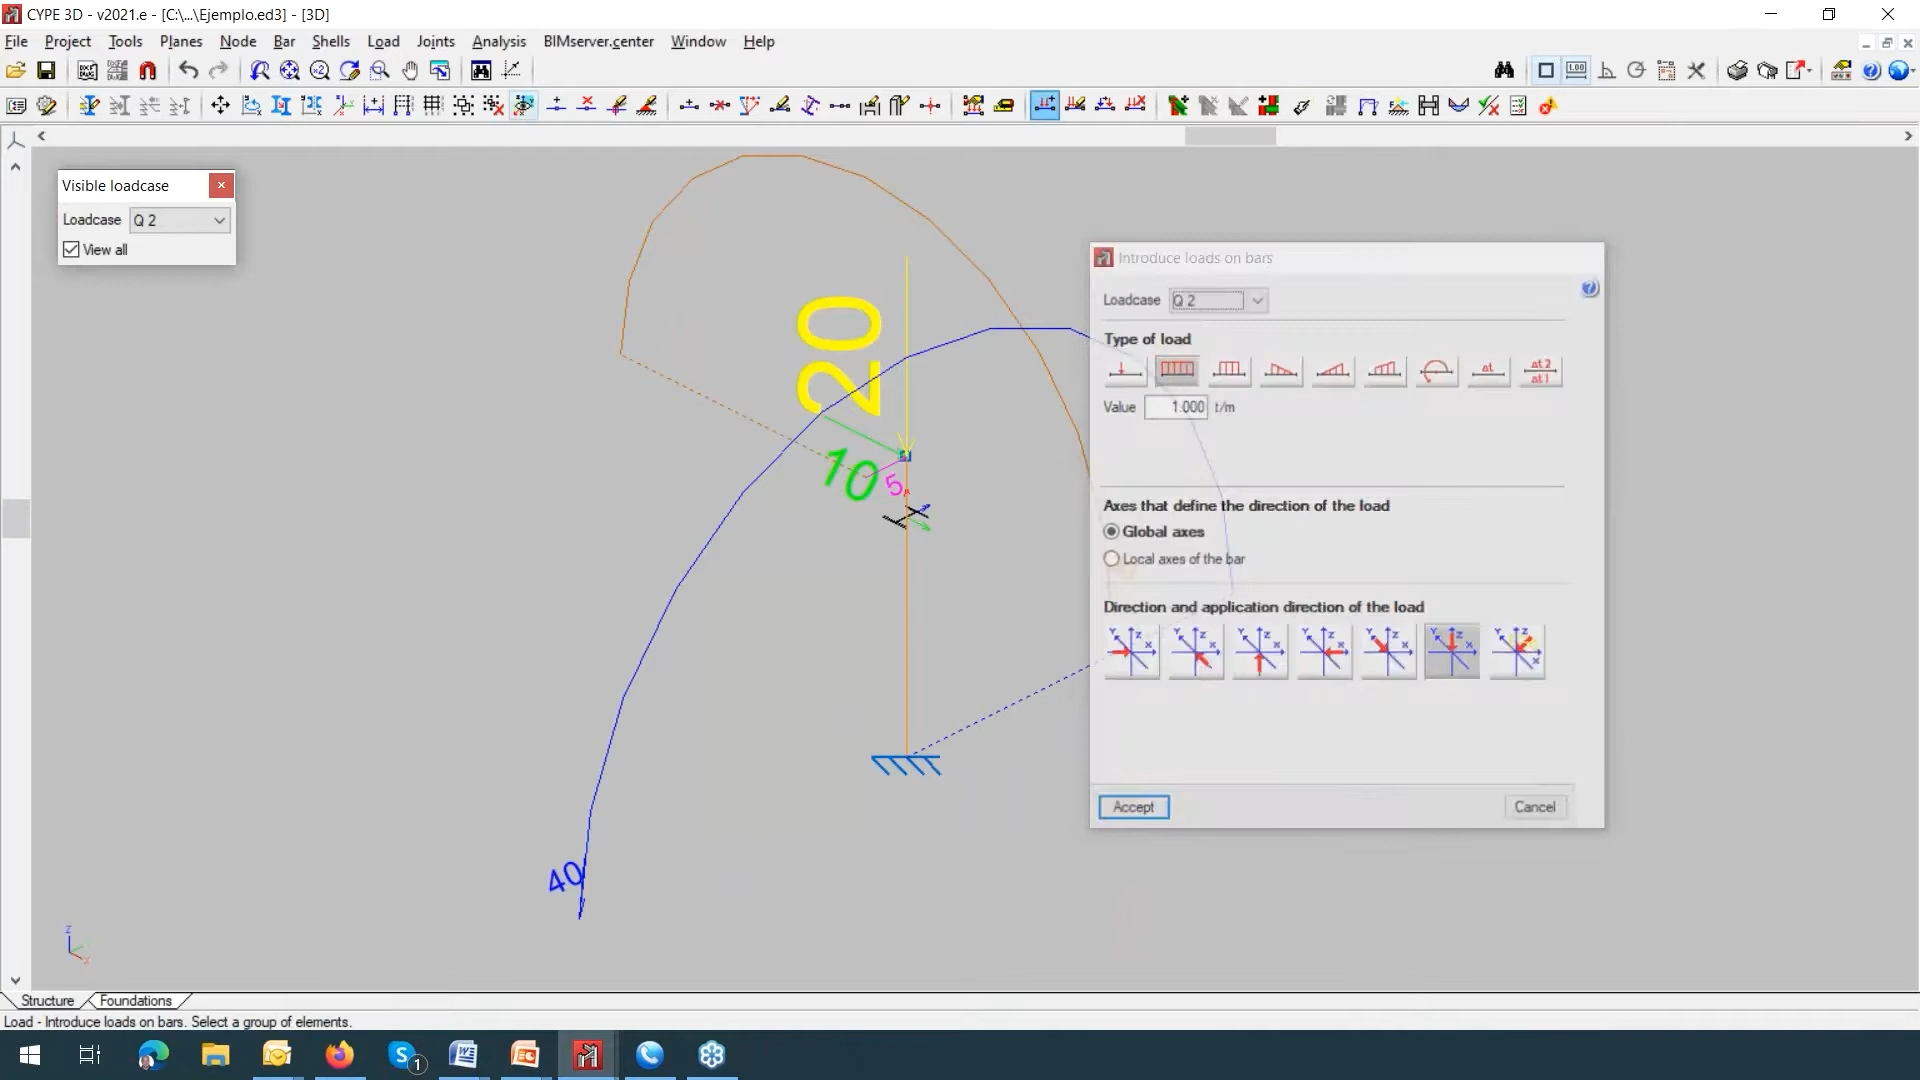 CYPE 3D - v2021.e - [C:\...\Ejemplo.ed3] - [3D]
File Project Tools Planes Node Bar Shells Load Joints Analysis BIMserver.center Window Help
Visible loadcase
Loadcase Q 2
View all
20
10
5
40
Introduce loads on bars
Loadcase Q 2
Type of load
Δt Δt2 Δt1
Value 1.000 t/m
Axes that define the direction of the load
Global axes
Local axes of the bar
Direction and application direction of the load
Y Z X Y Z X Y Z X Y Z X Y Z X Y Z X Y Z X
Accept Cancel
Z
X
Structure Foundations
Load - Introduce loads on bars. Select a group of elements.
1